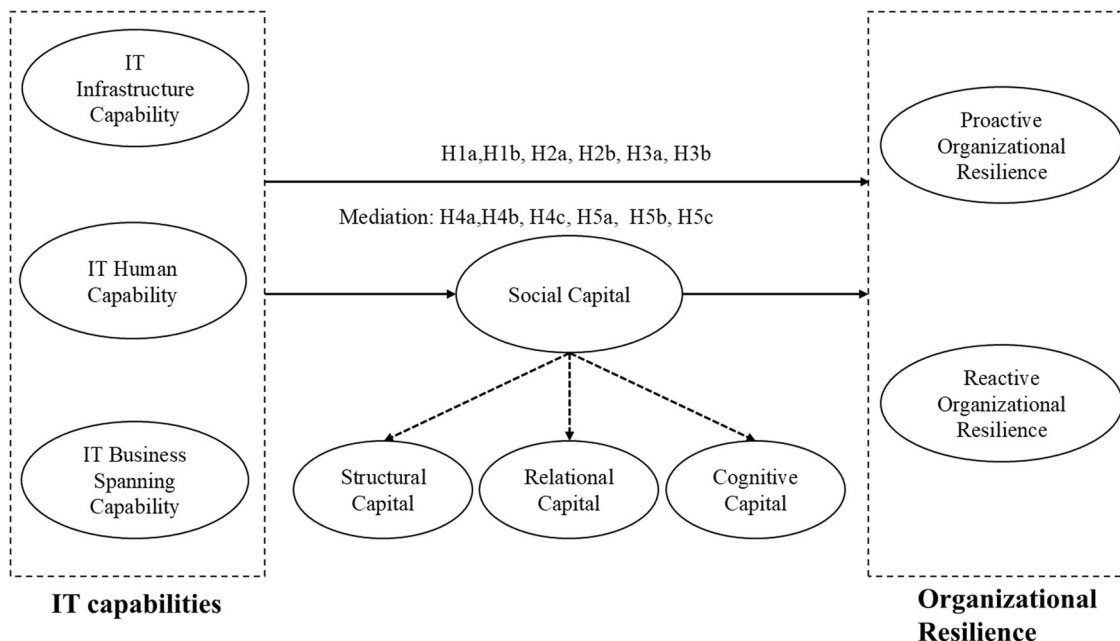 IT
Infrastructure
Capability
IT Human
Capability
IT Business
Spanning
Capability
IT capabilities
H1a,H1b, H2a, H2b, H3a, H3b
Mediation: H4a,H4b, H4c, H5a, H5b, H5c
Social Capital
Structural
Capital
Relational
Capital
Cognitive
Capital
Proactive
Organizational
Resilience
Reactive
Organizational
Resilience
Organizational
Resilience